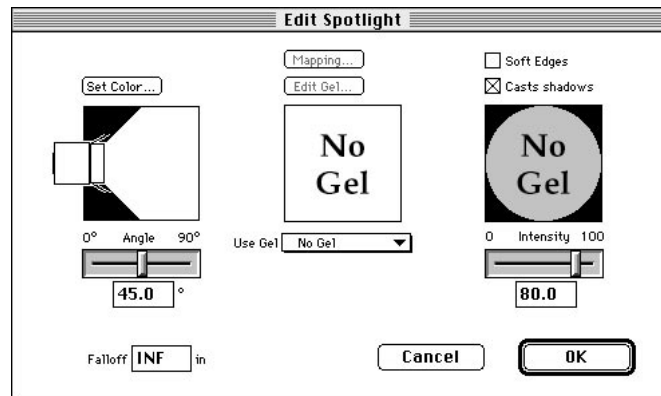 Edit Spotlight
Mapping...
Soft Edges
Set Color...
Edit Gel...
Casts shadows
No
Gel
No
Gel
0° Angle 90°
Use Gel No Gel
0 Intensity 100
45.0 °
80.0
Falloff INF in
Cancel
OK